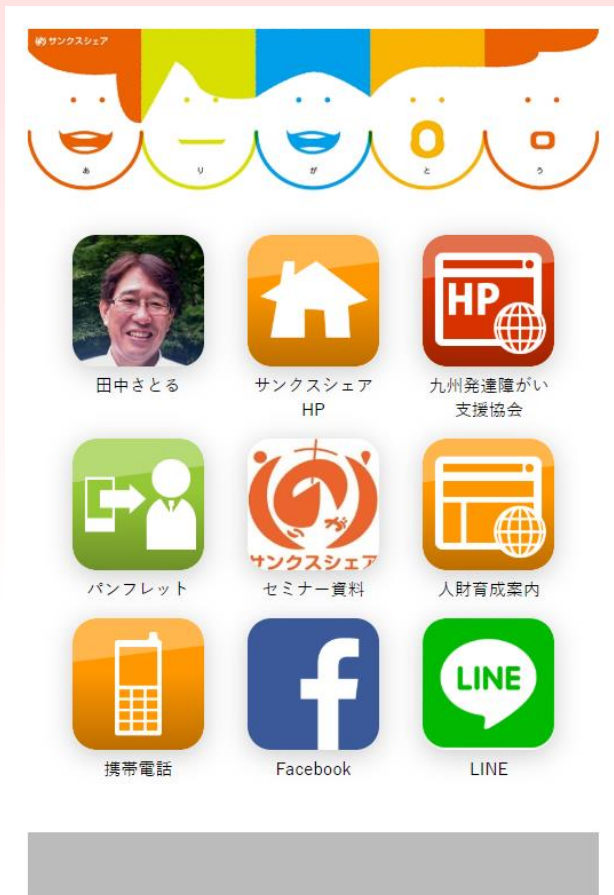 サンクスシェア
あ り が と う
田中さとる
サンクスシェア
HP
HP
九州発達障がい
支援協会
パンフレット
サンクスシェア
セミナー資料
人財育成案内
携帯電話
f
Facebook
LINE
LINE